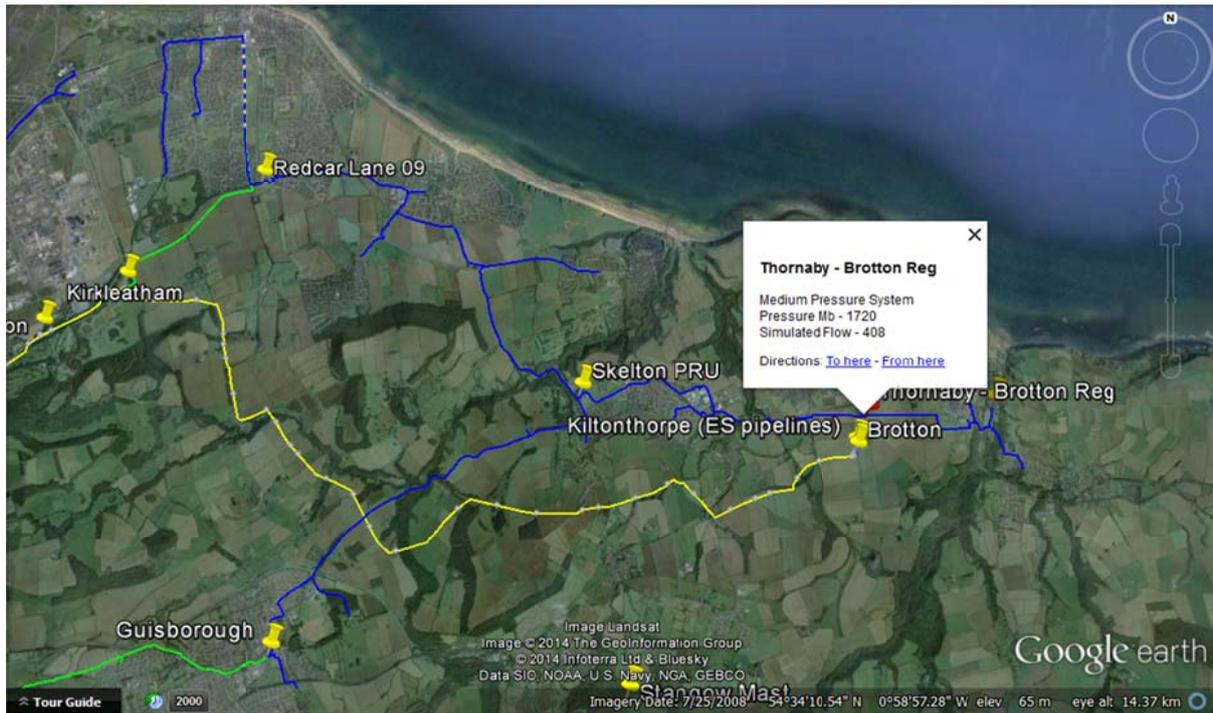 N
Redcar Lane 09
Kirkleatham
on
Thornaby - Brotton Reg
Medium Pressure System
Pressure Mb - 1720
Simulated Flow - 408
Directions: To here - From here
Skelton PRU
Thornaby - Brotton Reg
Kiltonthorpe (ES pipelines)
Brotton
Guisborough
Image Landsat
Image © 2014 The GeoInformation Group
© 2014 Infoterra Ltd & Bluesky
Data SIO, NOAA, U.S. Navy, NGA, GEBCO
Stangow Mast
Google earth
Tour Guide
2000
Imagery Date: 7/25/2008 54°34'10.54" N 0°58'57.28" W elev 65 m eye alt 14.37 km